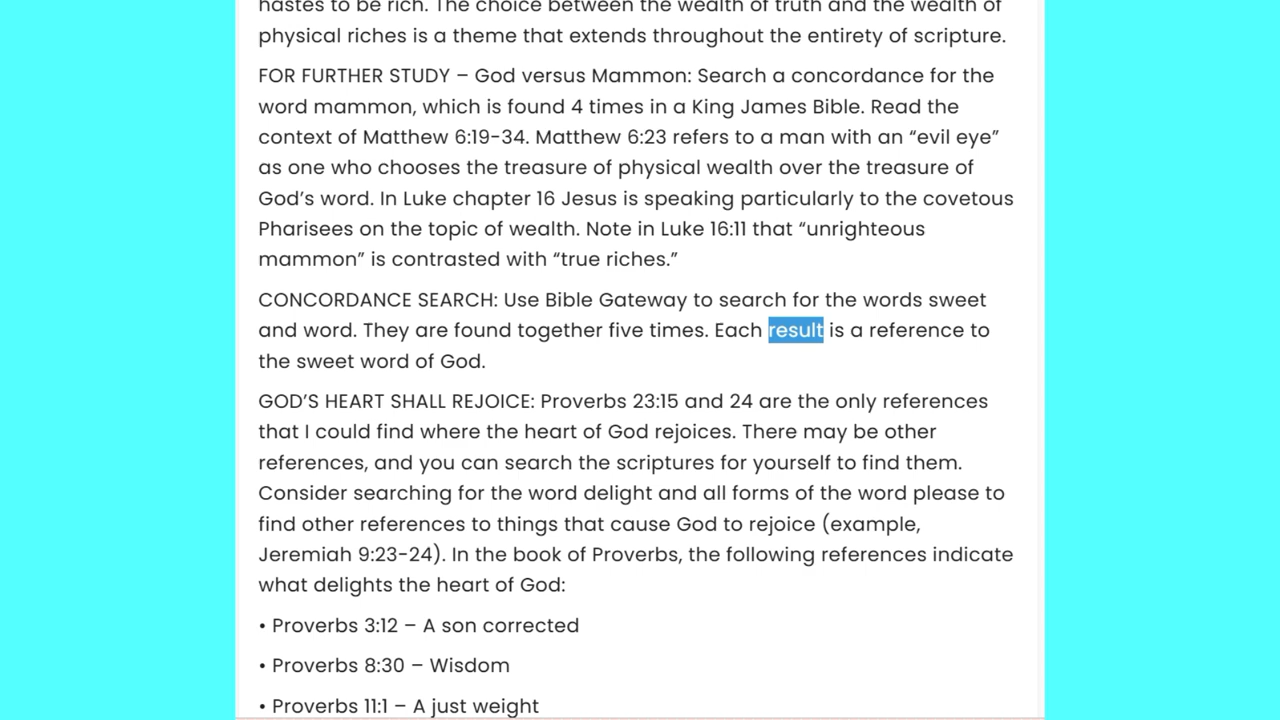 hastes to be rich. The choice between the wealth of truth and the wealth of
physical riches is a theme that extends throughout the entirety of scripture.
FOR FURTHER STUDY – God versus Mammon: Search a concordance for the
word mammon, which is found 4 times in a King James Bible. Read the
context of Matthew 6:19-34. Matthew 6:23 refers to a man with an “evil eye”
as one who chooses the treasure of physical wealth over the treasure of
God’s word. In Luke chapter 16 Jesus is speaking particularly to the covetous
Pharisees on the topic of wealth. Note in Luke 16:11 that “unrighteous
mammon” is contrasted with “true riches.”
CONCORDANCE SEARCH: Use Bible Gateway to search for the words sweet
and word. They are found together five times. Each result is a reference to
the sweet word of God.
GOD’S HEART SHALL REJOICE: Proverbs 23:15 and 24 are the only references
that I could find where the heart of God rejoices. There may be other
references, and you can search the scriptures for yourself to find them.
Consider searching for the word delight and all forms of the word please to
find other references to things that cause God to rejoice (example,
Jeremiah 9:23-24). In the book of Proverbs, the following references indicate
what delights the heart of God:
• Proverbs 3:12 – A son corrected
• Proverbs 8:30 – Wisdom
• Proverbs 11:1 – A just weight